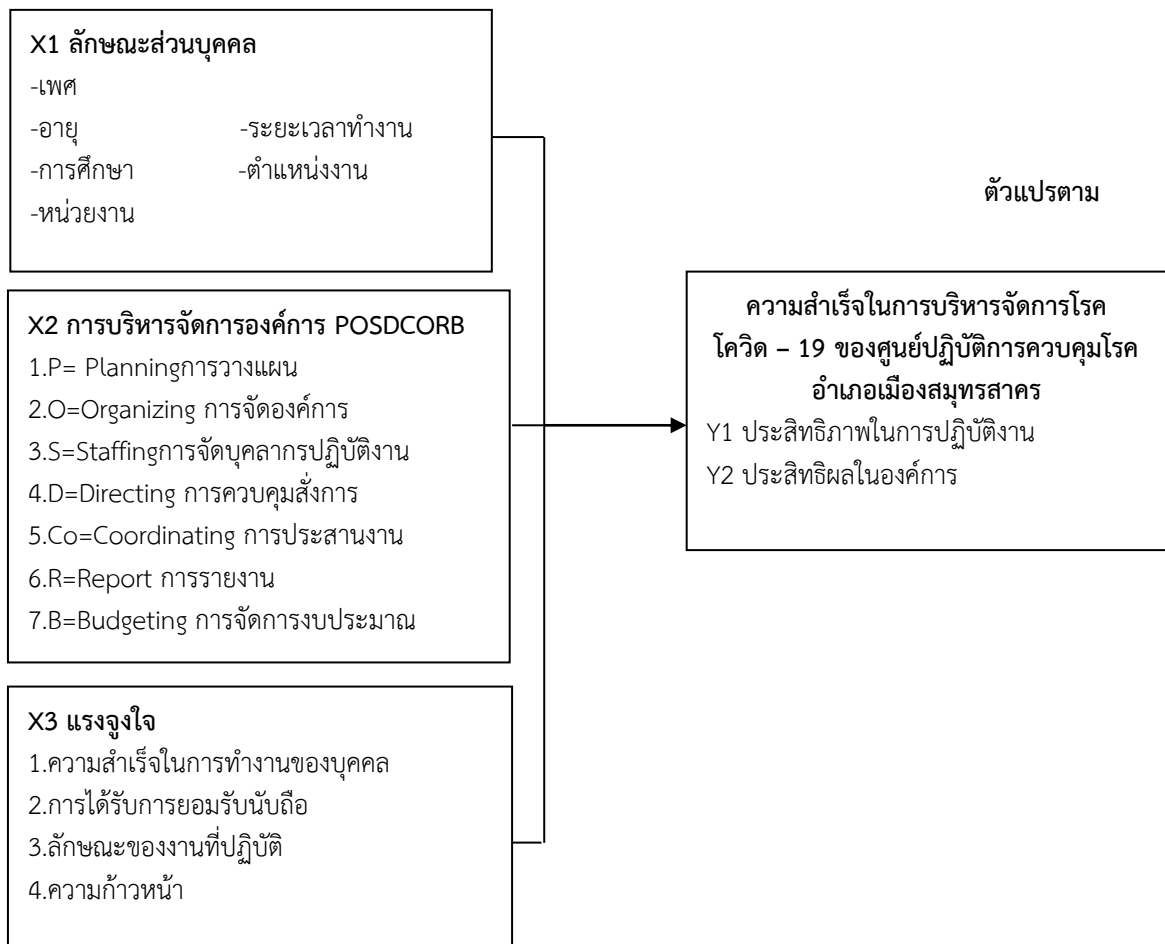 X1 ลักษณะส่วนบุคคล
-เพศ
-อายุ -ระยะเวลาทำงาน
-การศึกษา -ตำแหน่งงาน
-หน่วยงาน
X2 การบริหารจัดการองค์การ POSDCORB
1.P= Planningการวางแผน
2.O=Organizing การจัดองค์การ
3.S=Staffingการจัดบุคลากรปฏิบัติงาน
4.D=Directing การควบคุมสั่งการ
5.Co=Coordinating การประสานงาน
6.R=Report การรายงาน
7.B=Budgeting การจัดการงบประมาณ
X3 แรงจูงใจ
1.ความสำเร็จในการทำงานของบุคคล
2.การได้รับการยอมรับนับถือ
3.ลักษณะของงานที่ปฏิบัติ
4.ความก้าวหน้า
ตัวแปรตาม
ความสำเร็จในการบริหารจัดการโรค
โควิด – 19 ของศูนย์ปฏิบัติการควบคุมโรค
อำเภอเมืองสมุทรสาคร
Y1 ประสิทธิภาพในการปฏิบัติงาน
Y2 ประสิทธิผลในองค์การ